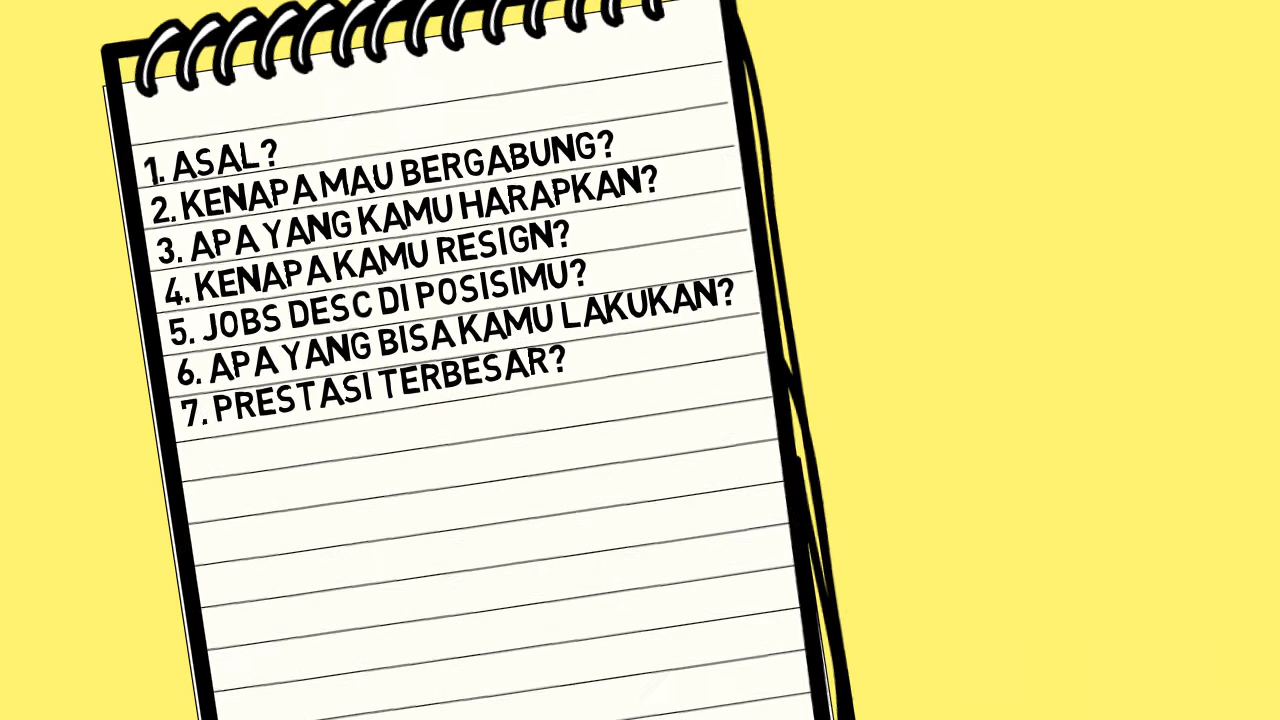 1. ASAL?
2. KENAPA MAU BERGABUNG?
3. APA YANG KAMU HARAPKAN?
4. KENAPA KAMU RESIGN?
5. JOBS DESC DI POSISIMU?
6. APA YANG BISA KAMU LAKUKAN?
7. PRESTASI TERBESAR?